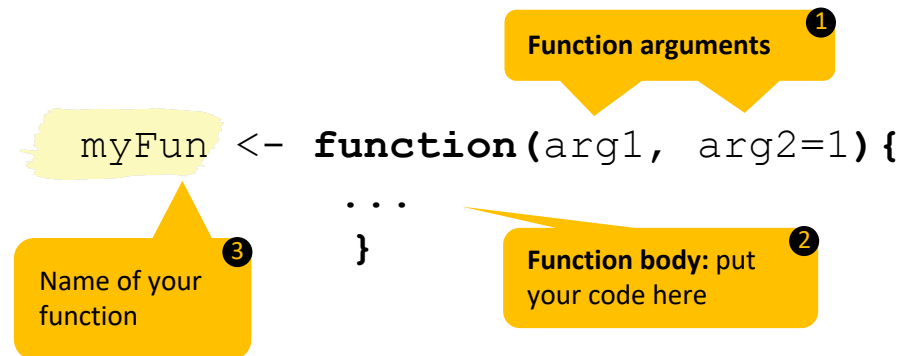 1
Function arguments
myFun <- function(arg1, arg2=1){
...
}
3
Name of your
function
2
Function body: put
your code here